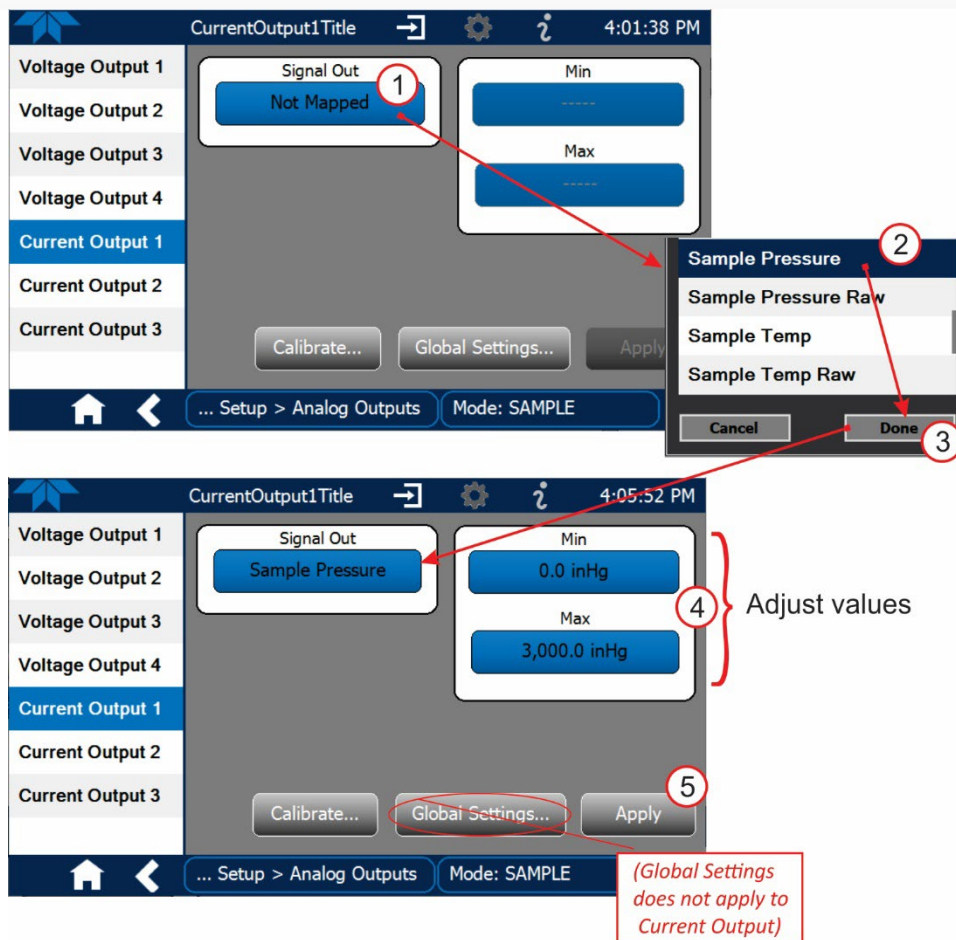 CurrentOutput1Title
4:01:38 PM
Voltage Output 1
Voltage Output 2
Voltage Output 3
Voltage Output 4
Current Output 1
Current Output 2
Current Output 3
Signal Out
1
Not Mapped
Min
-----
Max
-----
Calibrate...
Global Settings...
Apply
... Setup > Analog Outputs
Mode: SAMPLE
2
Sample Pressure
Sample Pressure Raw
Sample Temp
Sample Temp Raw
Cancel
Done
3
CurrentOutput1Title
4:05:52 PM
Voltage Output 1
Voltage Output 2
Voltage Output 3
Voltage Output 4
Current Output 1
Current Output 2
Current Output 3
Signal Out
Sample Pressure
Min
0.0 inHg
Max
3,000.0 inHg
4
Adjust values
5
Calibrate...
Global Settings...
Apply
... Setup > Analog Outputs
Mode: SAMPLE
(Global Settings
does not apply to
Current Output)